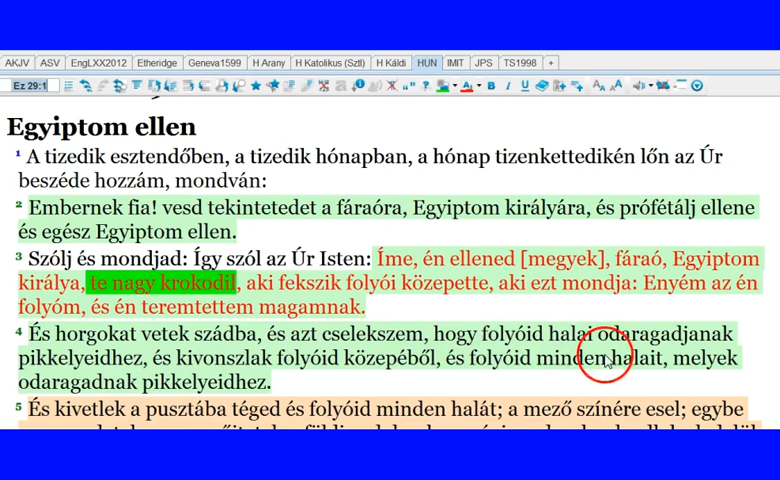 AKJV ASV EngLXX2012 Etheridge Geneva1599 H Arany H Katolikus (Sztl) H Káldi HUN IMIT JPS TS1998 +
Ez 29:1
Egyiptom ellen
1 A tizedik esztendőben, a tizedik hónapban, a hónap tizenkettedikén lőn az Úr
beszéde hozzám, mondván:
2 Embernek fia! vesd tekintetedet a fáraóra, Egyiptom királyára, és prófétálj ellene
és egész Egyiptom ellen.
3 Szólj és mondjad: Így szól az Úr Isten: Íme, én ellened [megyek], fáraó, Egyiptom
királya, te nagy krokodil, aki fekszik folyói közepette, aki ezt mondja: Enyém az én
folyóm, és én teremtettem magamnak.
4 És horgokat vetek szádba, és azt cselekszem, hogy folyóid halai odaragadjanak
pikkelyeidhez, és kivonszlak folyóid közepéből, és folyóid minden halait, melyek
odaragadnak pikkelyeidhez.
5 És kivetlek a pusztába téged és folyóid minden halát; a mező színére esel; egybe